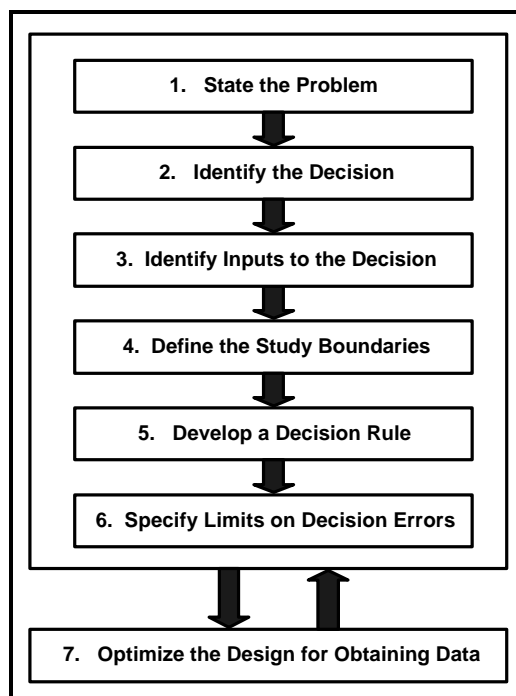 1. State the Problem
2. Identify the Decision
3. Identify Inputs to the Decision
4. Define the Study Boundaries
5. Develop a Decision Rule
6. Specify Limits on Decision Errors
7. Optimize the Design for Obtaining Data